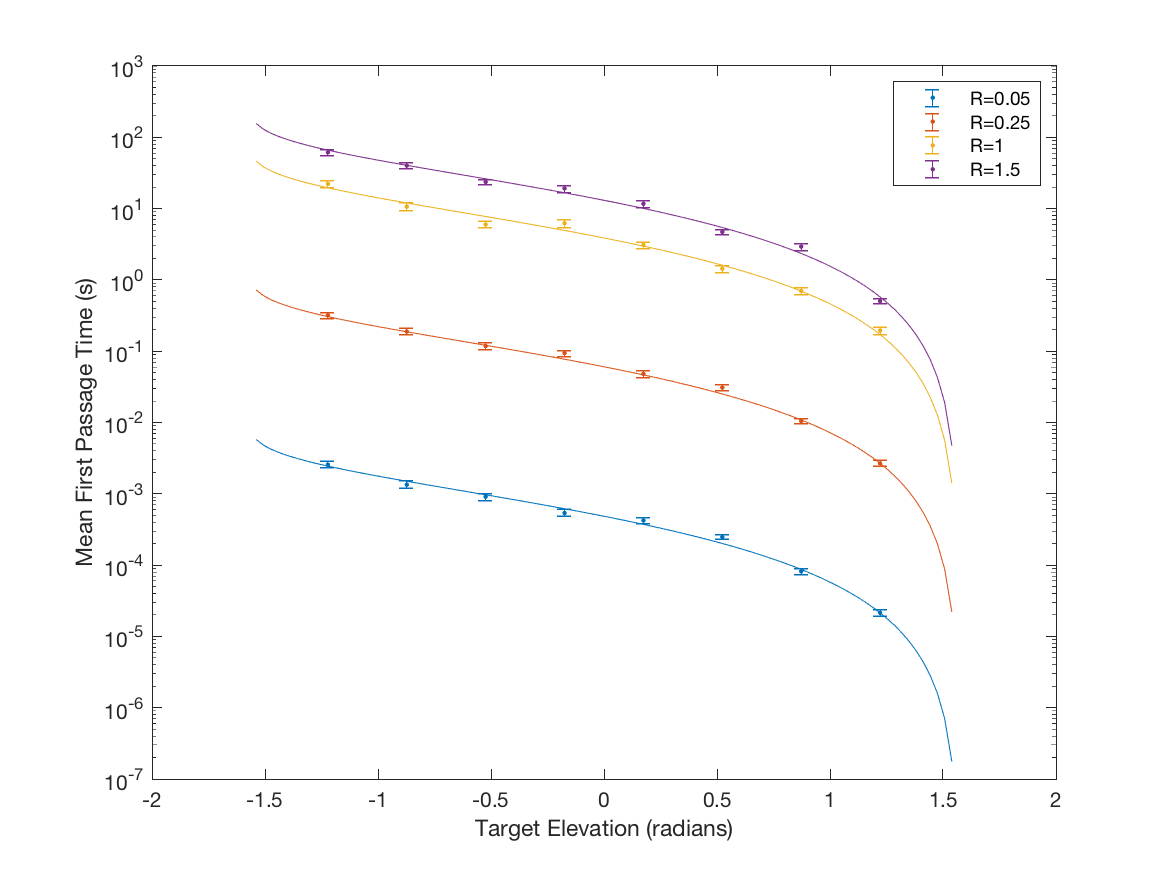 10^3
10^2
10^1
10^0
10^-1
10^-2
10^-3
10^-4
10^-5
10^-6
10^-7
Mean First Passage Time (s)
R=0.05
R=0.25
R=1
R=1.5
-2 -1.5 -1 -0.5 0 0.5 1 1.5 2
Target Elevation (radians)